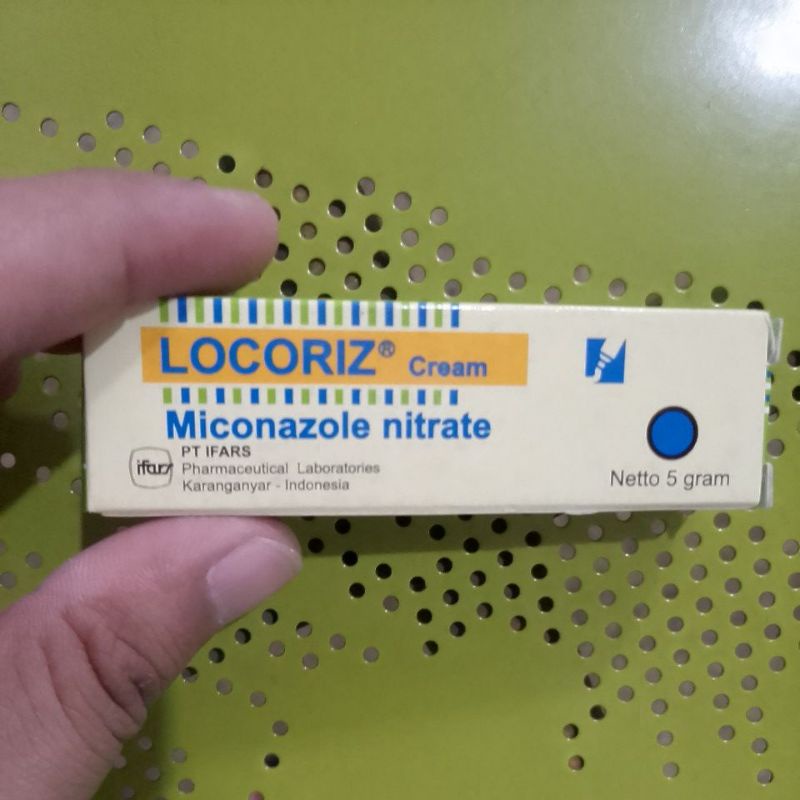 LOCORIZ® Cream
Miconazole nitrate
ifars
PT IFARS
Pharmaceutical Laboratories
Karanganyar - Indonesia
Netto 5 gram